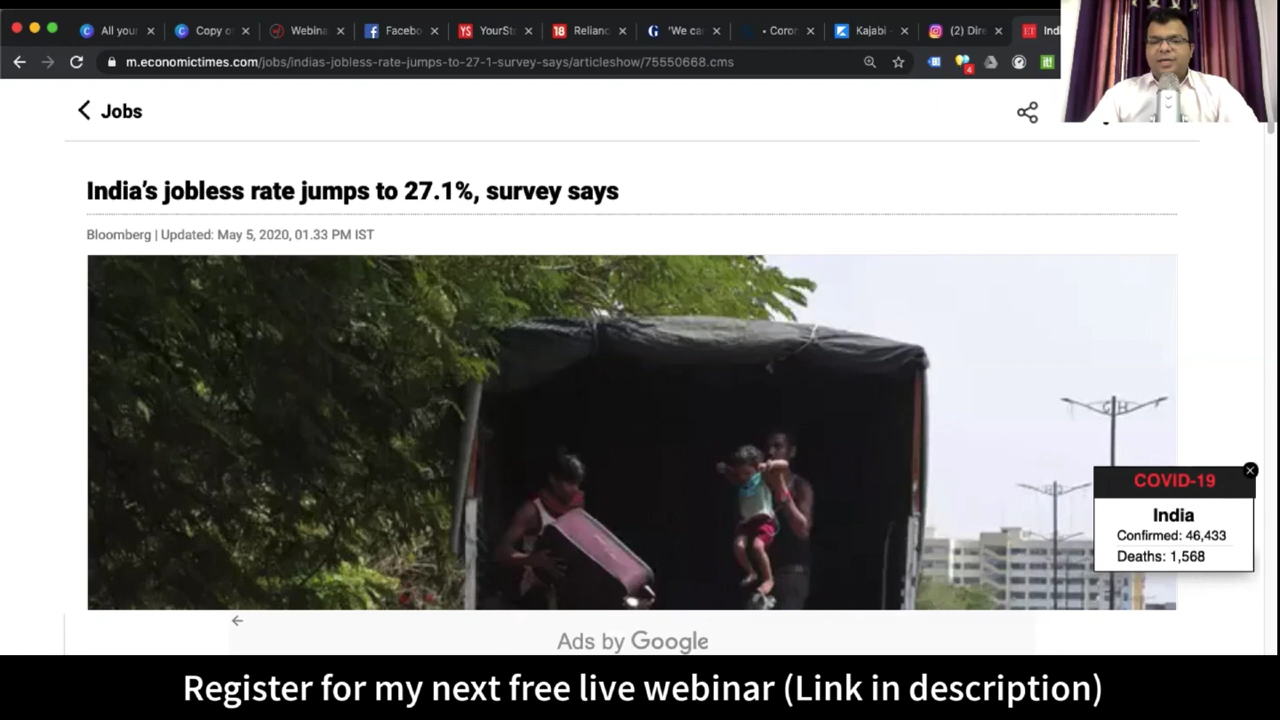 All your
Copy o
Webina
Facebo
YourSt
Relianc
"We ca
• Coror
Kajabi -
(2) Dire
Indi
m.economictimes.com/jobs/indias-jobless-rate-jumps-to-27-1-survey-says/articleshow/75550668.cms
Jobs
India's jobless rate jumps to 27.1%, survey says
Bloomberg | Updated: May 5, 2020, 01.33 PM IST
COVID-19
India
Confirmed: 46,433
Deaths: 1,568
Ads by Google
Register for my next free live webinar (Link in description)